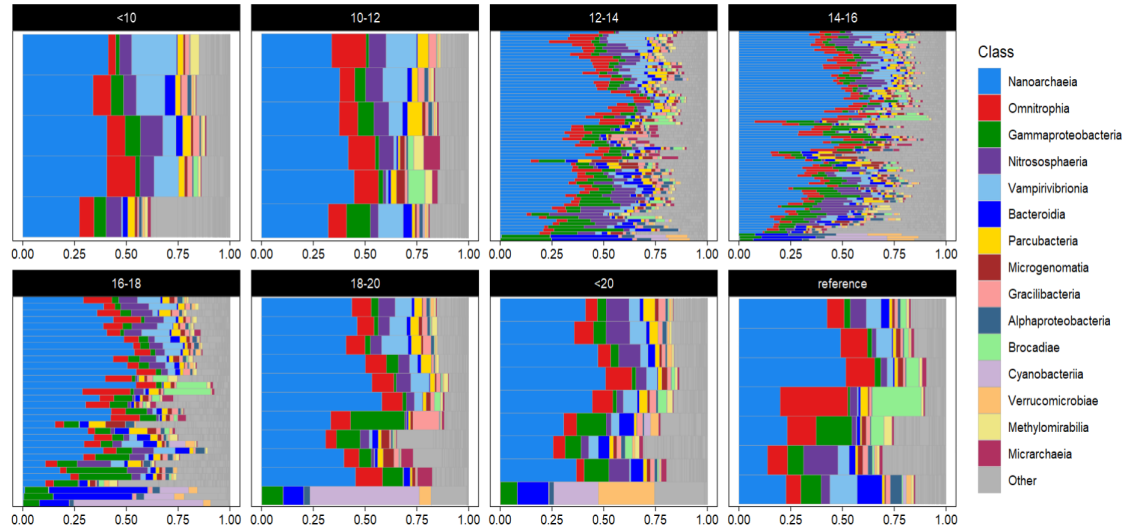 <10
10-12
12-14
14-16
0.00 0.25 0.50 0.75 1.00
0.00 0.25 0.50 0.75 1.00
0.00 0.25 0.50 0.75 1.00
0.00 0.25 0.50 0.75 1.00
16-18
18-20
<20
reference
0.00 0.25 0.50 0.75 1.00
0.00 0.25 0.50 0.75 1.00
0.00 0.25 0.50 0.75 1.00
0.00 0.25 0.50 0.75 1.00
Class
Nanoarchaeia
Omnitrophia
Gammaproteobacteria
Nitrososphaeria
Vampirivibrionia
Bacteroidia
Parcubacteria
Microgenomatia
Gracilibacteria
Alphaproteobacteria
Brocadiae
Cyanobacteriia
Verrucomicrobiae
Methylomirabilia
Micrarchaeia
Other